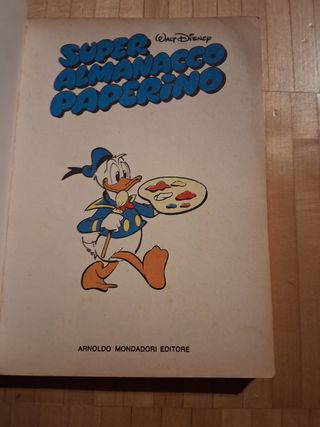 WALT DISNEY
SUPER
ALMANACCO
PAPERINO
ARNOLDO MONDADORI EDITORE